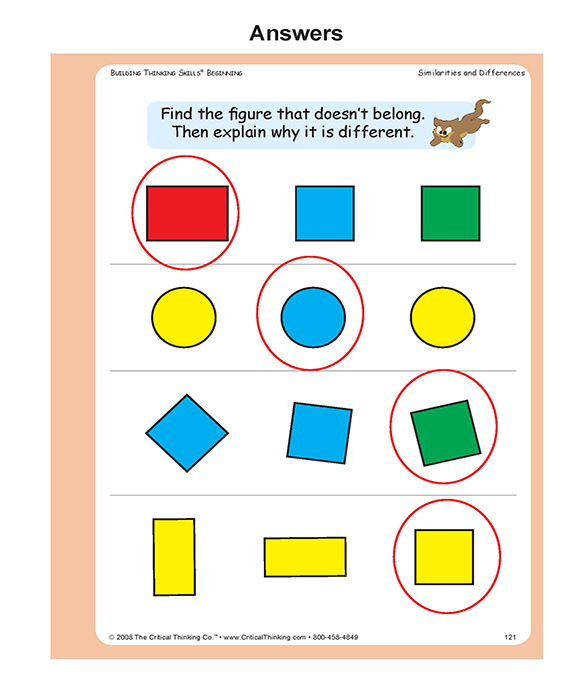 Answers
Building Thinking Skills® Beginning
Similarities and Differences
Find the figure that doesn't belong.
Then explain why it is different.
© 2008 The Critical Thinking Co.™ • www.CriticalThinking.com • 800-458-4849
121